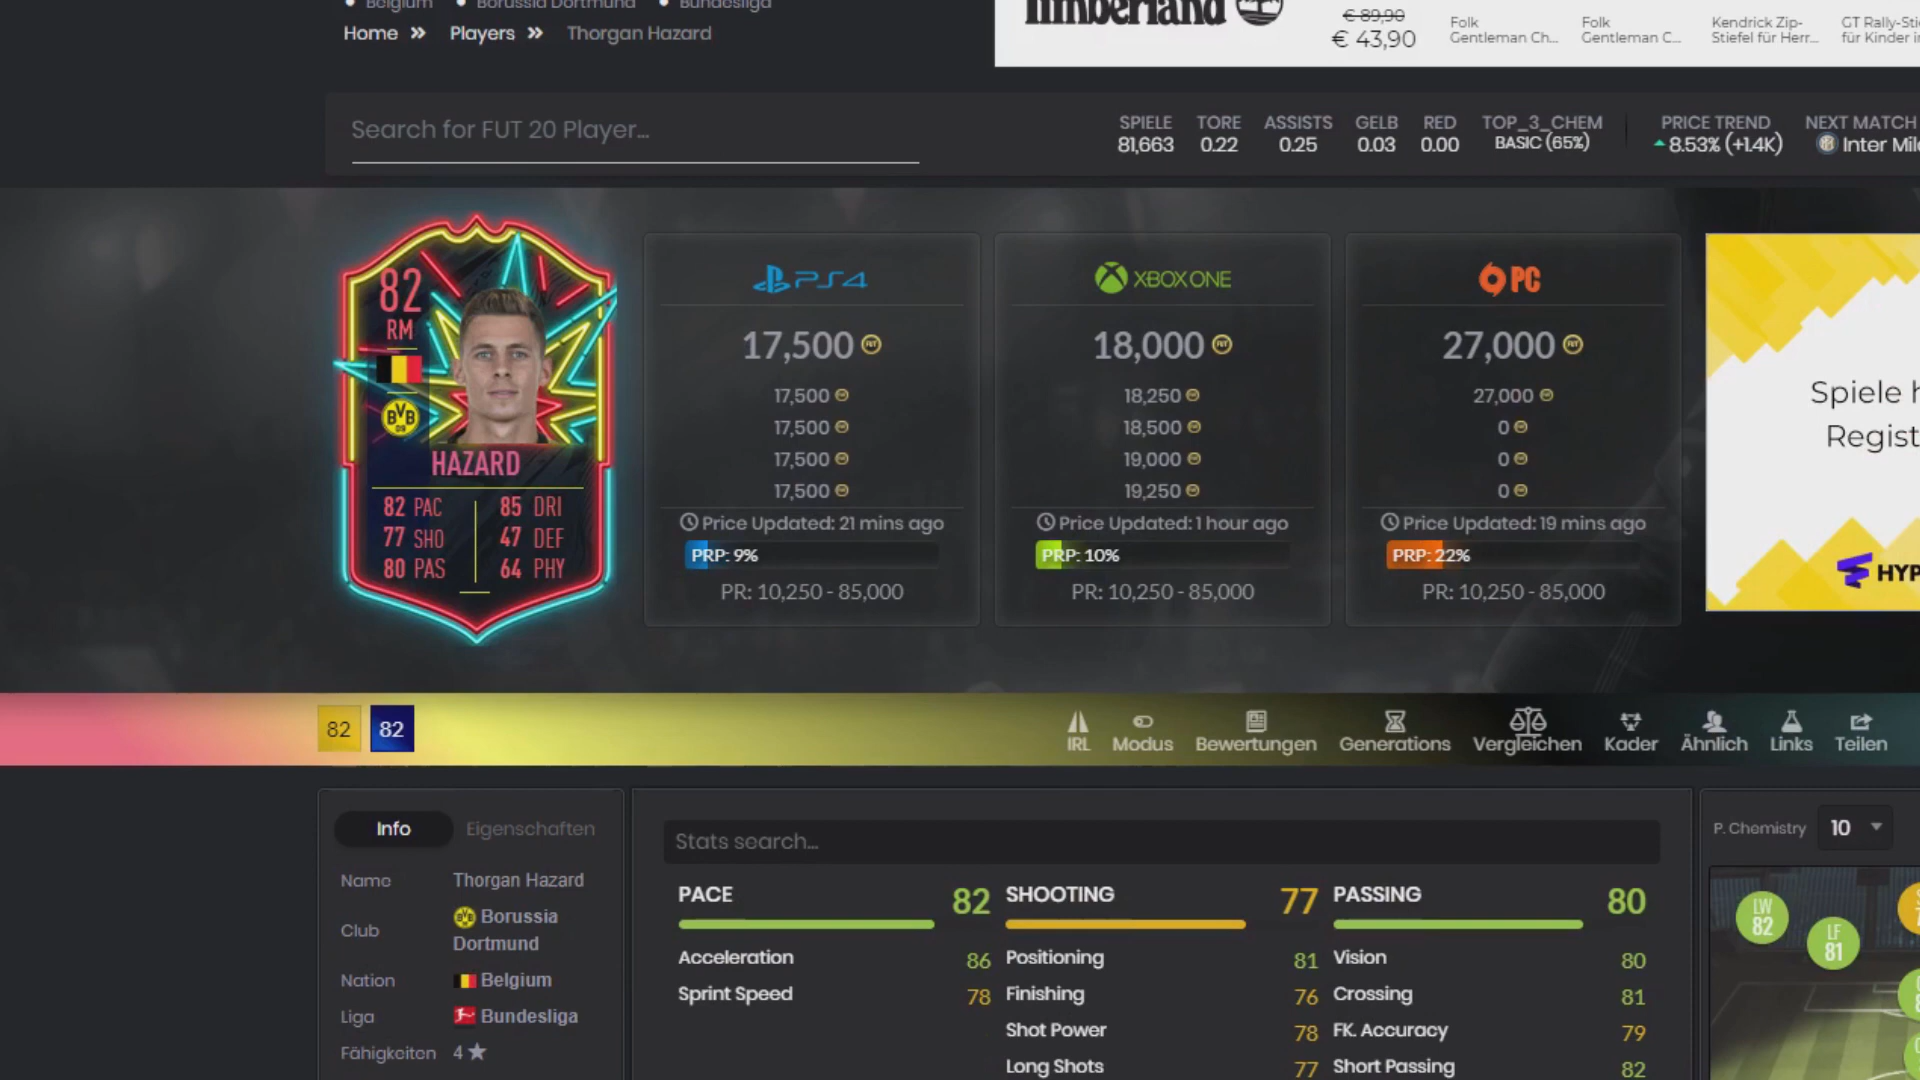 Belgium Borussia Dortmund Bundesliga
Home Players Thorgan Hazard
Timberland
€ 89,90
€ 43,90
Folk
Gentleman Ch...
Folk
Gentleman C...
Kendrick Zip-
Stiefel für Herr...
GT Rally-Sti
für Kinder i
Search for FUT 20 Player...
SPIELE
81,663
TORE
0.22
ASSISTS
0.25
GELB
0.03
RED
0.00
TOP_3_CHEM
BASIC (65%)
PRICE TREND
8.53% (+1.4K)
NEXT MATCH
Inter Mil
82
RM
BVB
09
HAZARD
82 PAC
77 SHO
80 PAS
85 DRI
47 DEF
64 PHY
PS4
17,500
17,500
17,500
17,500
17,500
Price Updated: 21 mins ago
PRP: 9%
PR: 10,250 - 85,000
XBOX ONE
18,000
18,250
18,500
19,000
19,250
Price Updated: 1 hour ago
PRP: 10%
PR: 10,250 - 85,000
PC
27,000
27,000
0
0
0
Price Updated: 19 mins ago
PRP: 22%
PR: 10,250 - 85,000
Spiele h
Regist
HYP
82 82
IRL Modus Bewertungen Generations Vergleichen Kader Ähnlich Links Teilen
Info Eigenschaften
Name Thorgan Hazard
Club Borussia
Dortmund
Nation Belgium
Liga Bundesliga
Fähigkeiten 4
Stats search...
PACE 82
Acceleration 86
Sprint Speed 78
SHOOTING 77
Positioning 81
Finishing 76
Shot Power 78
Long Shots 77
PASSING 80
Vision 80
Crossing 81
FK. Accuracy 79
Short Passing 82
P. Chemistry 10
LW
82
LF
81